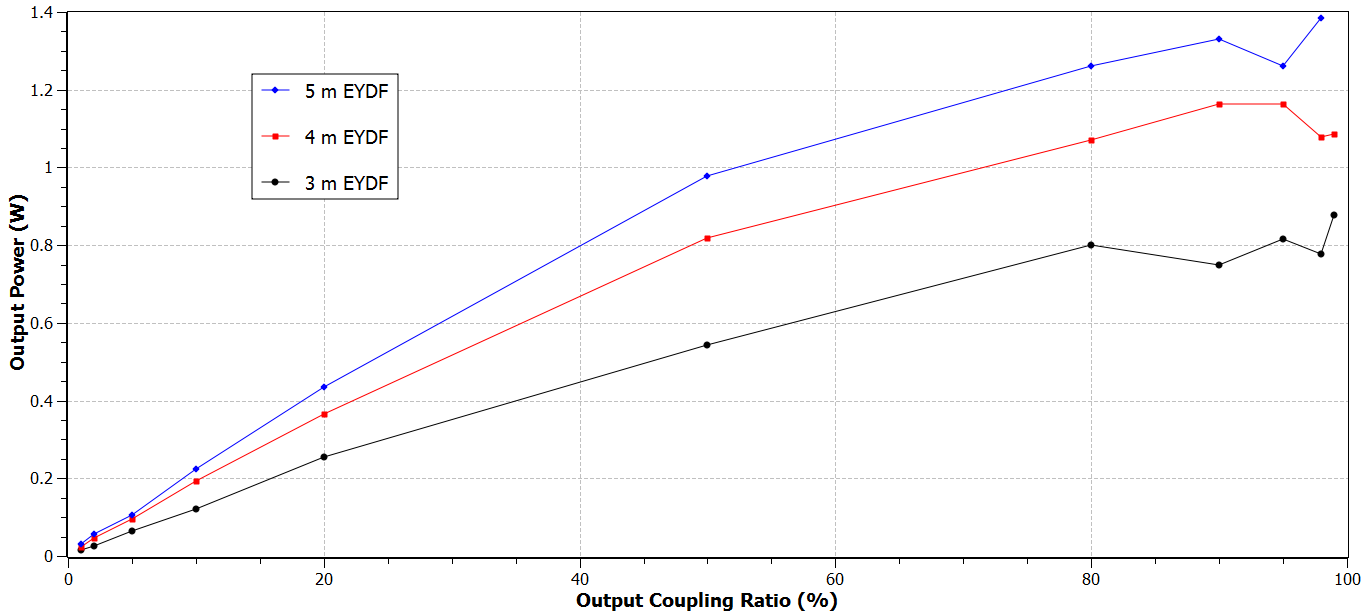 1.4
1.2
1
0.8
0.6
0.4
0.2
0
Output Power (W)
5 m EYDF
4 m EYDF
3 m EYDF
0 20 40 60 80 100
Output Coupling Ratio (%)